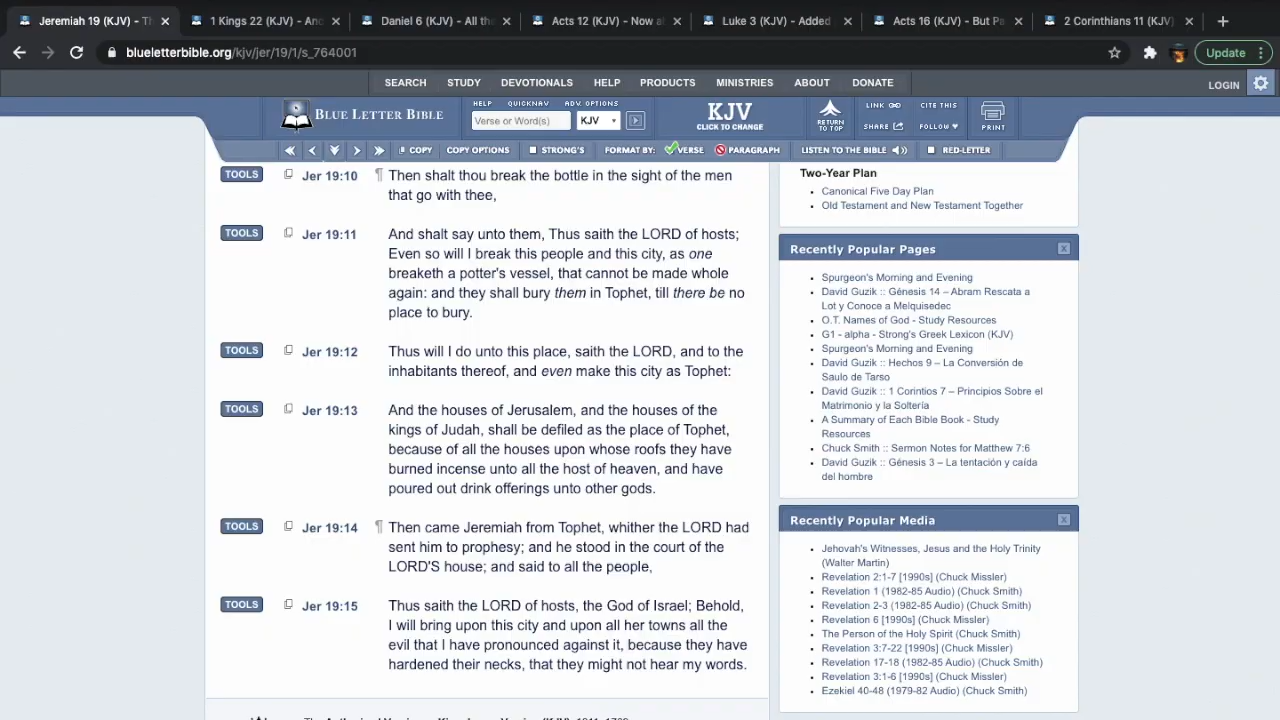 Jeremiah 19 (KJV) - Th
1 Kings 22 (KJV) - And
Daniel 6 (KJV) - All the
Acts 12 (KJV) - Now al
Luke 3 (KJV) - Added
Acts 16 (KJV) - But Pa
2 Corinthians 11 (KJV)
blueletterbible.org/kjv/jer/19/1/s_764001
Update
SEARCH STUDY DEVOTIONALS HELP PRODUCTS MINISTRIES ABOUT DONATE
LOGIN
BLUE LETTER BIBLE
HELP QUICKNAV ADV. OPTIONS
Verse or Word(s)
KJV
KJV
CLICK TO CHANGE
RETURN
TO TOP
LINK
SHARE
CITE THIS
FOLLOW
PRINT
COPY COPY OPTIONS STRONG'S FORMAT BY: VERSE PARAGRAPH LISTEN TO THE BIBLE RED-LETTER
TOOLS Jer 19:10 ¶ Then shalt thou break the bottle in the sight of the men
that go with thee,
TOOLS Jer 19:11 And shalt say unto them, Thus saith the LORD of hosts;
Even so will I break this people and this city, as one
breaketh a potter's vessel, that cannot be made whole
again: and they shall bury them in Tophet, till there be no
place to bury.
TOOLS Jer 19:12 Thus will I do unto this place, saith the LORD, and to the
inhabitants thereof, and even make this city as Tophet:
TOOLS Jer 19:13 And the houses of Jerusalem, and the houses of the
kings of Judah, shall be defiled as the place of Tophet,
because of all the houses upon whose roofs they have
burned incense unto all the host of heaven, and have
poured out drink offerings unto other gods.
TOOLS Jer 19:14 ¶ Then came Jeremiah from Tophet, whither the LORD had
sent him to prophesy; and he stood in the court of the
LORD'S house; and said to all the people,
TOOLS Jer 19:15 Thus saith the LORD of hosts, the God of Israel; Behold,
I will bring upon this city and upon all her towns all the
evil that I have pronounced against it, because they have
hardened their necks, that they might not hear my words.
Two-Year Plan
Canonical Five Day Plan
Old Testament and New Testament Together
Recently Popular Pages
Spurgeon's Morning and Evening
David Guzik :: Génesis 14 – Abram Rescata a
Lot y Conoce a Melquisedec
O.T. Names of God - Study Resources
G1 - alpha - Strong's Greek Lexicon (KJV)
Spurgeon's Morning and Evening
David Guzik :: Hechos 9 – La Conversión de
Saulo de Tarso
David Guzik :: 1 Corintios 7 – Principios Sobre el
Matrimonio y la Soltería
A Summary of Each Bible Book - Study
Resources
Chuck Smith :: Sermon Notes for Matthew 7:6
David Guzik :: Génesis 3 – La tentación y caída
del hombre
Recently Popular Media
Jehovah's Witnesses, Jesus and the Holy Trinity
(Walter Martin)
Revelation 2:1-7 [1990s] (Chuck Missler)
Revelation 1 (1982-85 Audio) (Chuck Smith)
Revelation 2-3 (1982-85 Audio) (Chuck Smith)
Revelation 6 [1990s] (Chuck Missler)
The Person of the Holy Spirit (Chuck Smith)
Revelation 3:7-22 [1990s] (Chuck Missler)
Revelation 17-18 (1982-85 Audio) (Chuck Smith)
Revelation 3:1-6 [1990s] (Chuck Missler)
Ezekiel 40-48 (1979-82 Audio) (Chuck Smith)